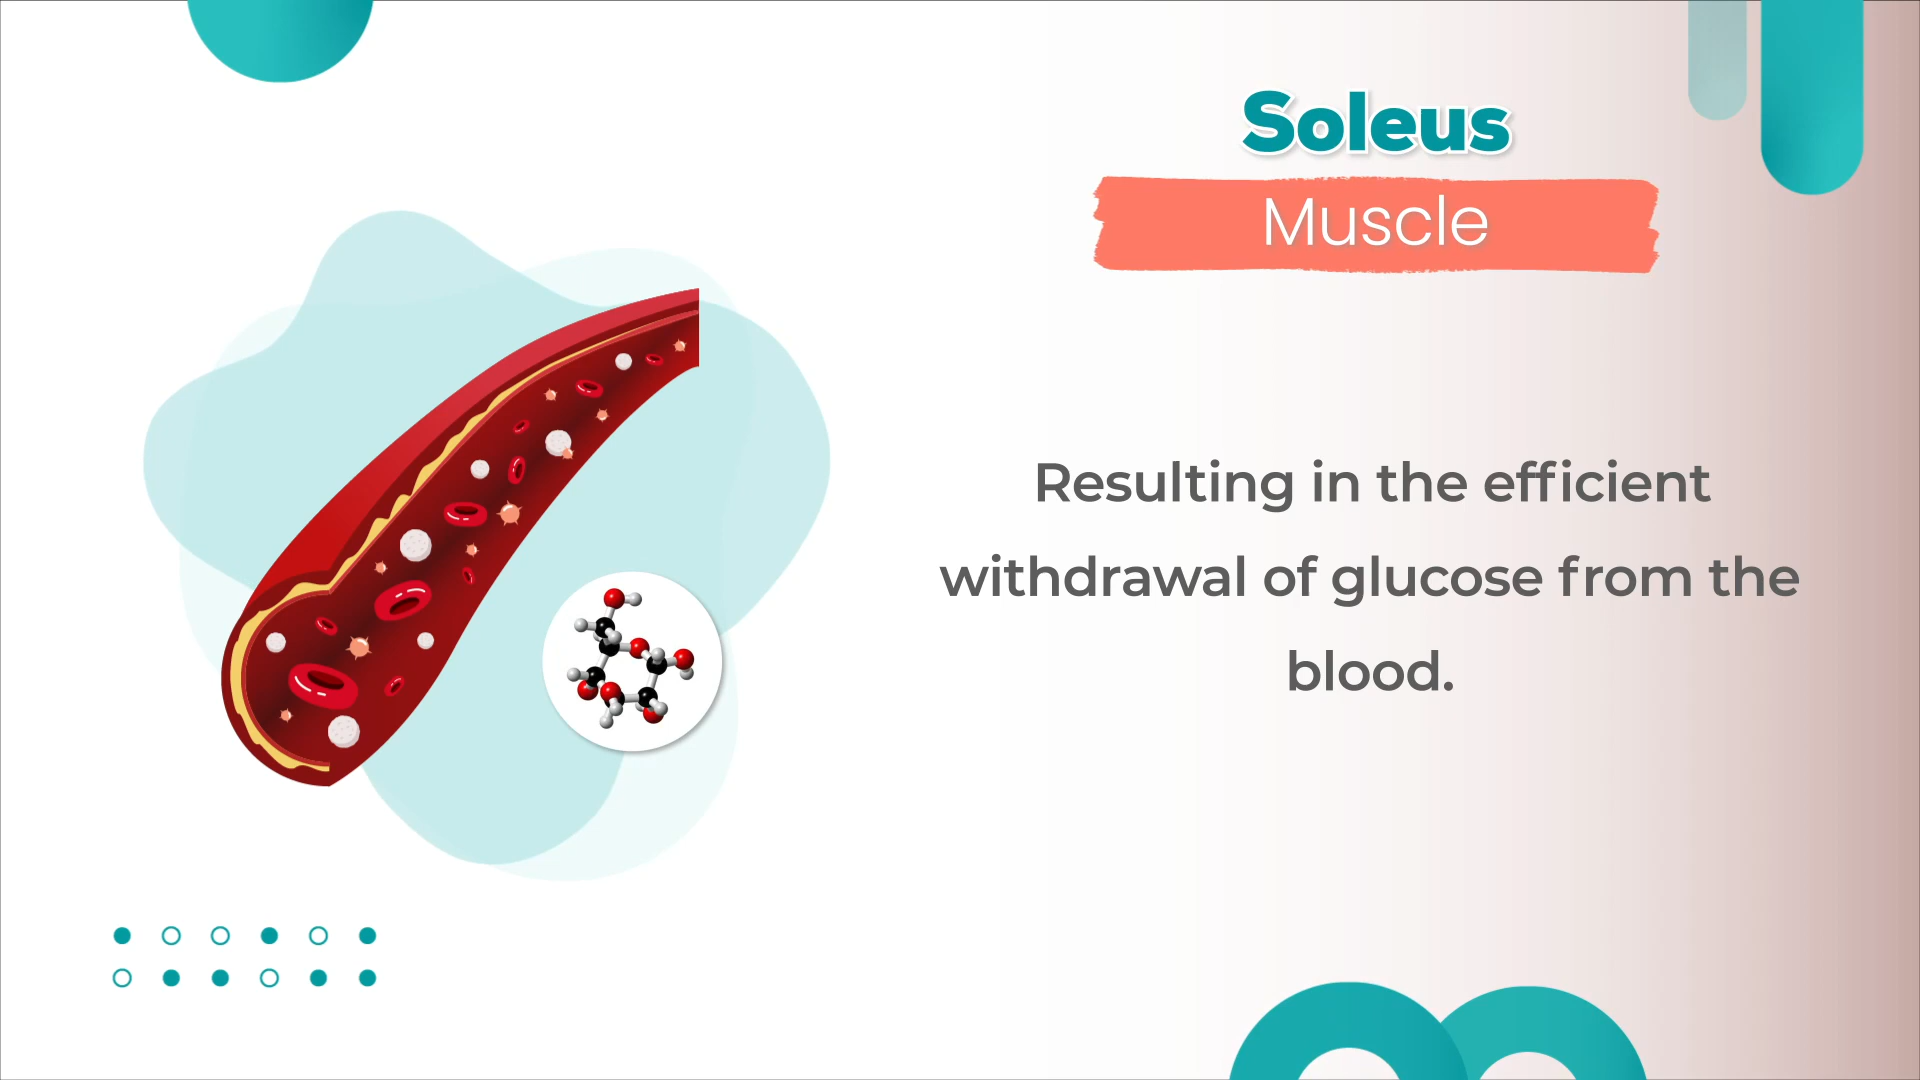 Soleus
Muscle
Resulting in the efficient
withdrawal of glucose from the
blood.